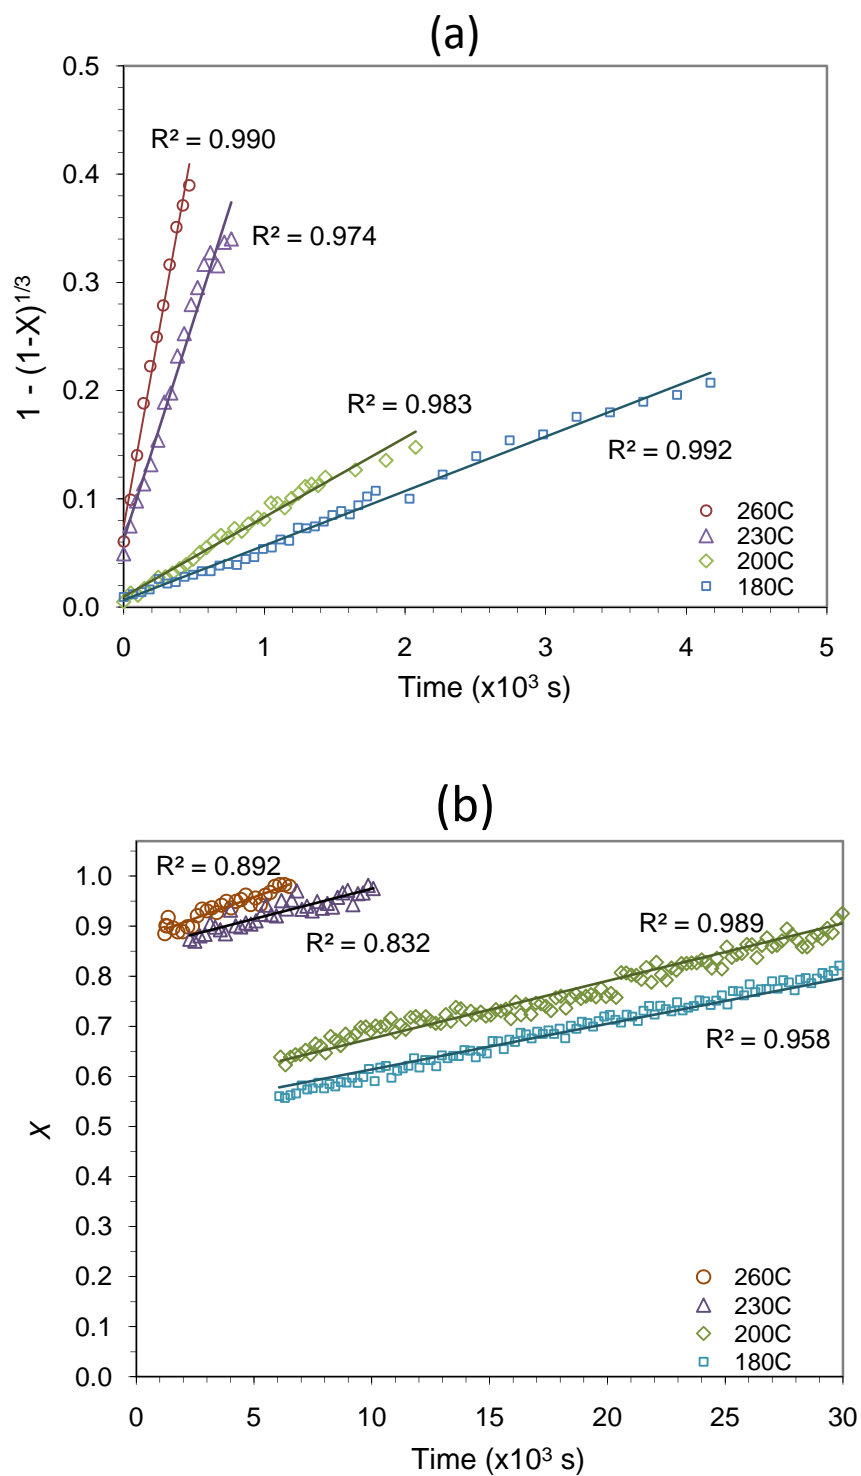 (a)
0.5
R² = 0.990
0.4
R² = 0.974
0.3
1 - (1-X)^1/3
0.2
R² = 0.983
R² = 0.992
0.1
260C
230C
200C
180C
0.0
0 1 2 3 4 5
Time (x10³ s)
(b)
1.0
R² = 0.892
0.9
R² = 0.989
R² = 0.832
0.8
0.7
R² = 0.958
0.6
X
0.5
0.4
0.3
0.2
260C
230C
0.1
200C
180C
0.0
0 5 10 15 20 25 30
Time (x10³ s)